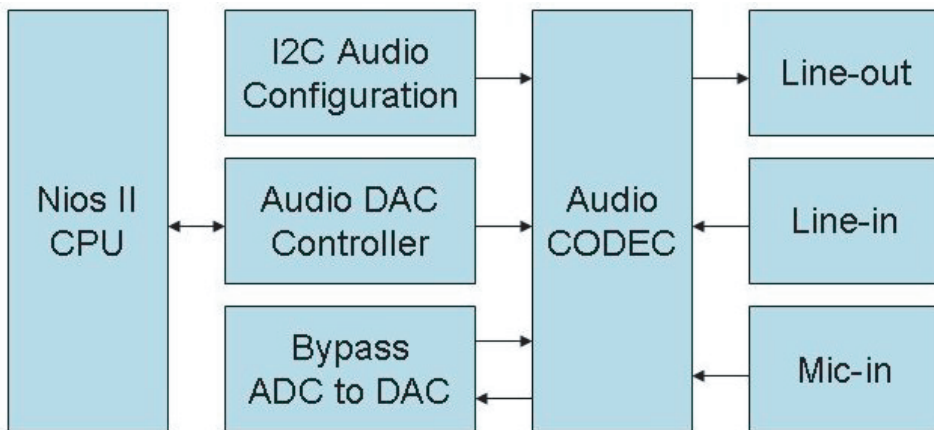 Nios II
CPU
I2C Audio
Configuration
Audio DAC
Controller
Bypass
ADC to DAC
Audio
CODEC
Line-out
Line-in
Mic-in